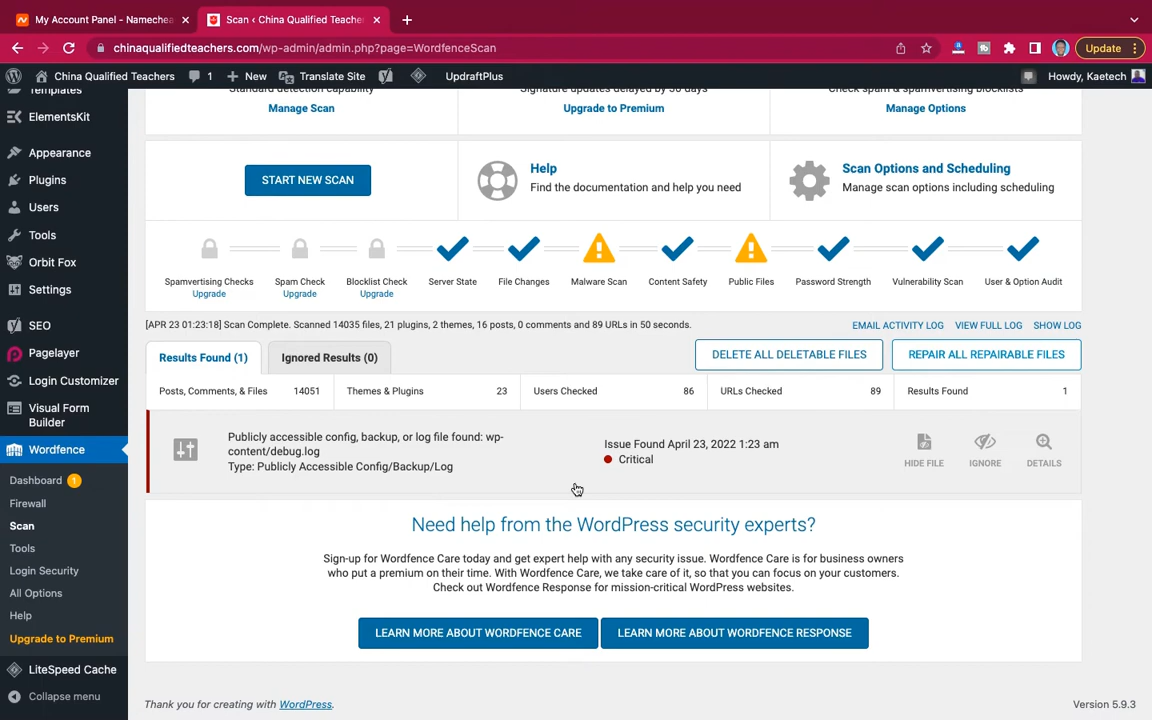 My Account Panel - Namechea
Scan ‹ China Qualified Teache
chinaqualifiedteachers.com/wp-admin/admin.php?page=WordfenceScan
Update
China Qualified Teachers
1
New
Translate Site
UpdraftPlus
Howdy, Kaetech
Templates
ElementsKit
Appearance
Plugins
Users
Tools
Orbit Fox
Settings
SEO
Pagelayer
Login Customizer
Visual Form
Builder
Wordfence
Dashboard 1
Firewall
Scan
Tools
Login Security
All Options
Help
Upgrade to Premium
LiteSpeed Cache
Collapse menu
Standard detection capability
Signature updates delayed by 30 days
Check spam & spamvertising blocklists
Manage Scan
Upgrade to Premium
Manage Options
START NEW SCAN
Help
Find the documentation and help you need
Scan Options and Scheduling
Manage scan options including scheduling
Spamvertising Checks
Upgrade
Spam Check
Upgrade
Blocklist Check
Upgrade
Server State
File Changes
Malware Scan
Content Safety
Public Files
Password Strength
Vulnerability Scan
User & Option Audit
[APR 23 01:23:18] Scan Complete. Scanned 14035 files, 21 plugins, 2 themes, 16 posts, 0 comments and 89 URLs in 50 seconds.
EMAIL ACTIVITY LOG
VIEW FULL LOG
SHOW LOG
Results Found (1)
Ignored Results (0)
DELETE ALL DELETABLE FILES
REPAIR ALL REPAIRABLE FILES
Posts, Comments, & Files 14051
Themes & Plugins 23
Users Checked 86
URLs Checked 89
Results Found 1
Publicly accessible config, backup, or log file found: wp-
content/debug.log
Type: Publicly Accessible Config/Backup/Log
Issue Found April 23, 2022 1:23 am
Critical
HIDE FILE
IGNORE
DETAILS
Need help from the WordPress security experts?
Sign-up for Wordfence Care today and get expert help with any security issue. Wordfence Care is for business owners
who put a premium on their time. With Wordfence Care, we take care of it, so that you can focus on your customers.
Check out Wordfence Response for mission-critical WordPress websites.
LEARN MORE ABOUT WORDFENCE CARE
LEARN MORE ABOUT WORDFENCE RESPONSE
Thank you for creating with WordPress.
Version 5.9.3